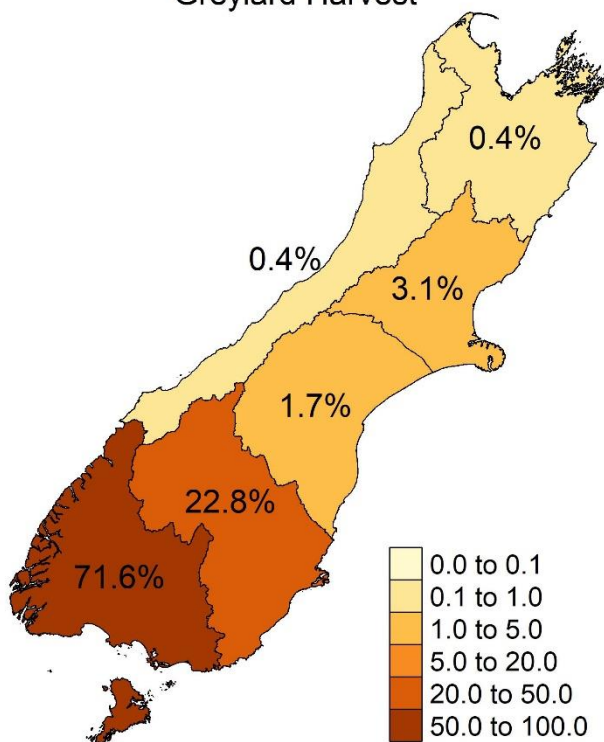 Greylard Harvest
0.4%
0.4%
3.1%
1.7%
22.8%
71.6%
0.0 to 0.1
0.1 to 1.0
1.0 to 5.0
5.0 to 20.0
20.0 to 50.0
50.0 to 100.0